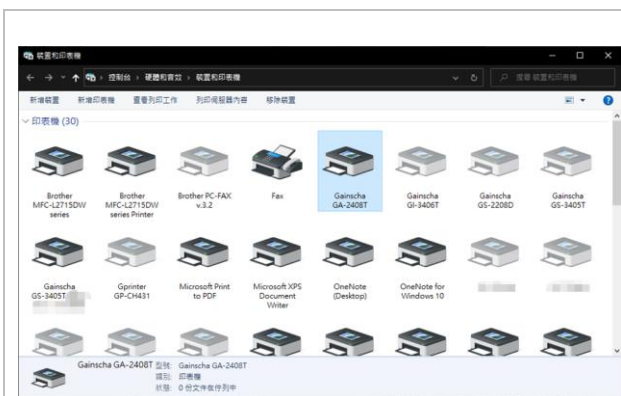 裝置和印表機
控制台 › 硬體和音效 › 裝置和印表機
搜尋 裝置和印表機
新增裝置 新增印表機 查看列印工作 列印伺服器內容 移除裝置
印表機 (30)
Brother MFC-L2715DW series
Brother MFC-L2715DW series Printer
Brother PC-FAX v.3.2
Fax
Gainscha GA-2408T
Gainscha GI-3406T
Gainscha GS-2208D
Gainscha GS-3405T
Gainscha GS-3405T
Gprinter GP-CH431
Microsoft Print to PDF
Microsoft XPS Document Writer
OneNote (Desktop)
OneNote for Windows 10
Gainscha GA-2408T 型號: Gainscha GA-2408T
類別: 印表機
狀態: 0 份文件在佇列中